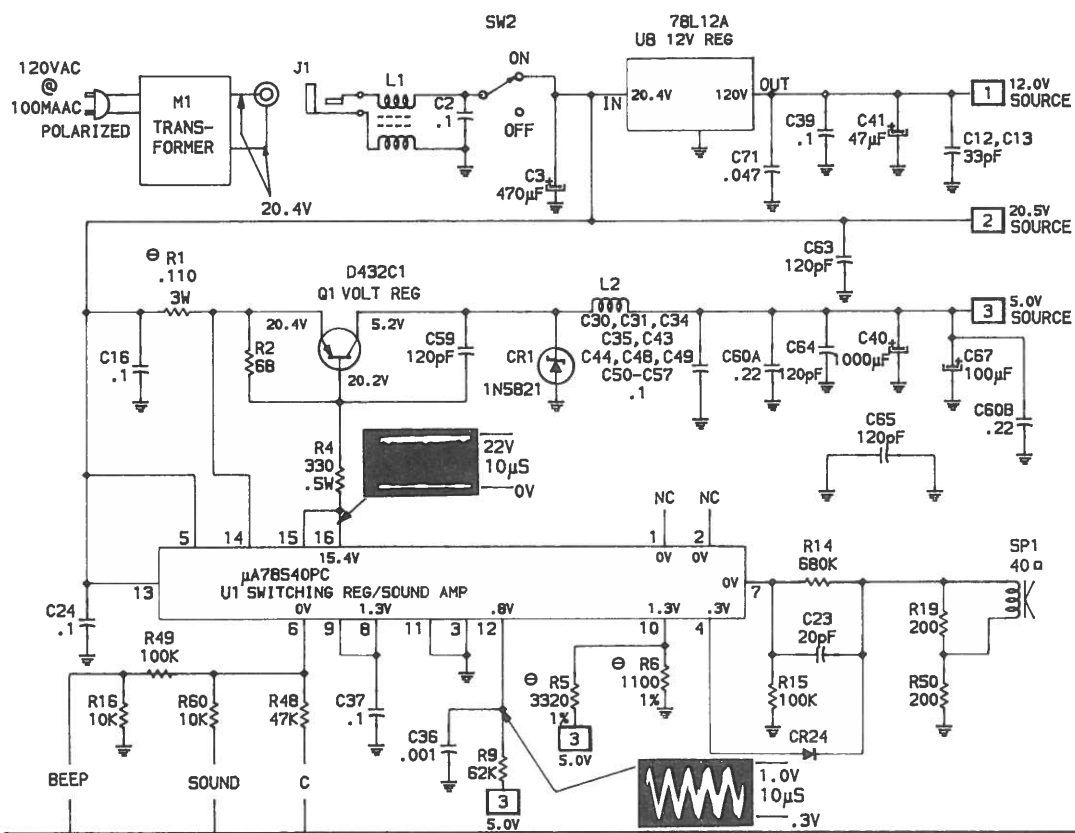 SW2
78L12A
U8 12V REG
120VAC
@
100MAAC
POLARIZED
M1
TRANS-
FORMER
20.4V
J1
L1
C2
.1
ON
OFF
C3
470µF
+
IN
20.4V
120V
OUT
C71
.047
C39
.1
C41
47µF
+
C12,C13
33pF
1
12.0V
SOURCE
2
20.5V
SOURCE
C63
120pF
⊖ R1
.110
3W
D432C1
Q1 VOLT REG
20.4V
5.2V
20.2V
C16
.1
R2
68
C59
120pF
CR1
1N5821
L2
C30,C31,C34
C35,C43
C44,C48,C49
C50-C57
.1
C60A
.22
C64
120pF
C40
1000µF
+
C67
100µF
+
3
5.0V
SOURCE
C60B
.22
C65
120pF
R4
330
.5W
22V
10µS
0V
NC
NC
5
14
15
16
1
2
15.4V
0V
0V
13
µA78S40PC
U1 SWITCHING REG/SOUND AMP
0V
7
0V
1.3V
.8V
1.3V
.3V
6
9
8
11
3
12
10
4
C24
.1
R49
100K
R16
10K
R60
10K
R48
47K
C37
.1
C36
.001
R9
62K
3
5.0V
⊖ R5
3320
1%
3
5.0V
⊖ R6
1100
1%
R14
680K
C23
20pF
R15
100K
CR24
R19
200
R50
200
SP1
40 Ω
BEEP
SOUND
C
1.0V
10µS
.3V